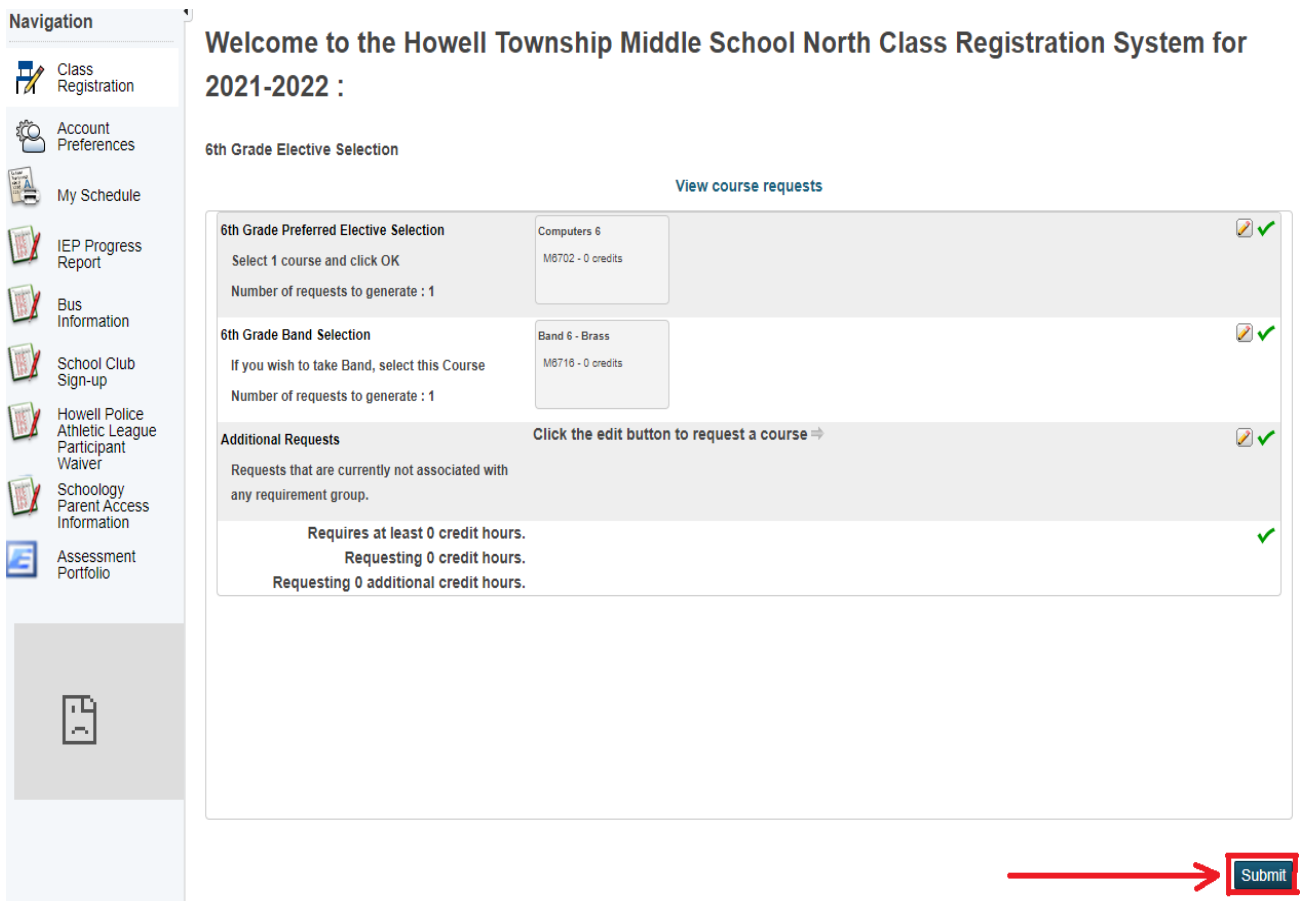 Navigation
Class
Registration
Account
Preferences
My Schedule
IEP Progress
Report
Bus
Information
School Club
Sign-up
Howell Police
Athletic League
Participant
Waiver
Schoology
Parent Access
Information
Assessment
Portfolio
Welcome to the Howell Township Middle School North Class Registration System for
2021-2022 :
6th Grade Elective Selection
View course requests
6th Grade Preferred Elective Selection
Select 1 course and click OK
Number of requests to generate : 1
Computers 6
M6702 - 0 credits
6th Grade Band Selection
If you wish to take Band, select this Course
Number of requests to generate : 1
Band 6 - Brass
M6716 - 0 credits
Additional Requests
Requests that are currently not associated with
any requirement group.
Click the edit button to request a course
Requires at least 0 credit hours.
Requesting 0 credit hours.
Requesting 0 additional credit hours.
Submit